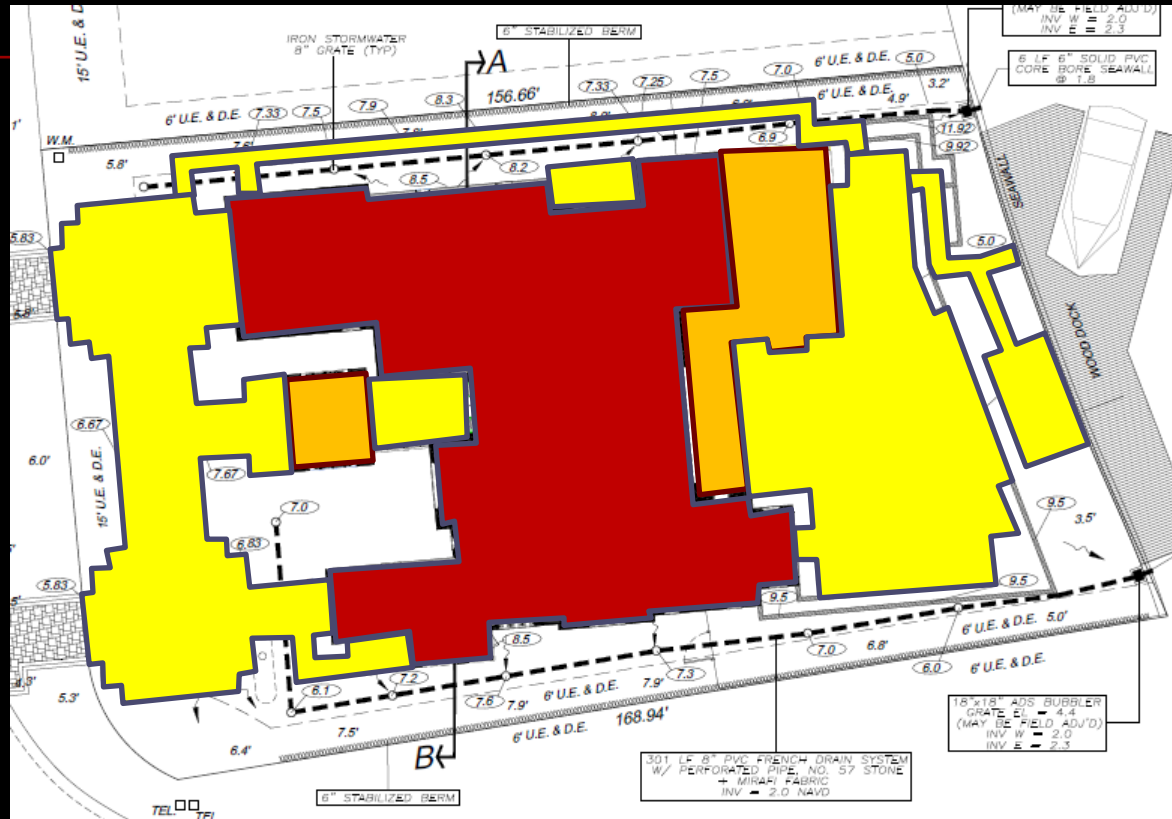 (MAY BE FIELD ADJ'D)
INV W = 2.0
INV E = 2.3
6 LF 6" SOLID PVC
CORE BORE SEAWALL
@ 1.8
6" STABILIZED BERM
IRON STORMWATER
8" GRATE (TYP)
15' U.E. & D.E.
A
156.66'
6' U.E. & D.E.
5.0
7.0
7.5
7.25
7.33
8.3
7.9
7.5
7.33
6' U.E. & D.E.
6' U.E. & D.E.
3.2'
4.9'
11.92
9.92
6.9
8.2
8.5
W.M.
5.8'
SEAWALL
5.0
WOOD DOCK
5.83
6.67
6.0'
15' U.E. & D.E.
7.67
7.0
6.83
5.83
9.5
3.5'
9.5
9.5
8.5
6' U.E. & D.E. 5.0'
6.8'
7.0
6.0
6' U.E. & D.E.
7.3
7.9'
6' U.E. & D.E.
7.6
7.9'
7.2
6.1
168.94'
6' U.E. & D.E.
7.5'
6.4'
5.3'
4.3'
B
18"x18" ADS BUBBLER
GRATE EL = 4.4
(MAY BE FIELD ADJ'D)
INV W = 2.0
INV E = 2.3
301 LF 8" PVC FRENCH DRAIN SYSTEM
W/ PERFORATED PIPE, NO. 57 STONE
+ MIRAFI FABRIC
INV = 2.0 NAVD
6" STABILIZED BERM
TEL.
TEL